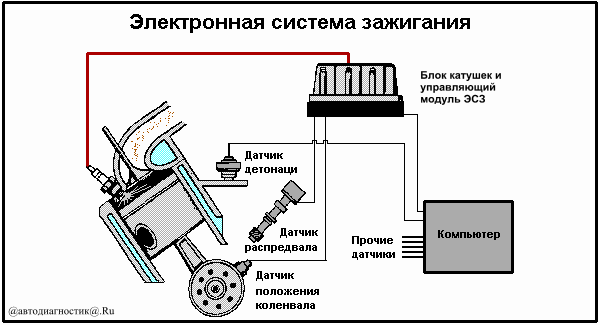 Электронная система зажигания
Блок катушек и
управляющий
модуль ЭСЗ
Датчик
детонаци
Датчик
распредвала
Прочие
датчики
Компьютер
Датчик
положения
коленвала
@автодиагностик@.Ru